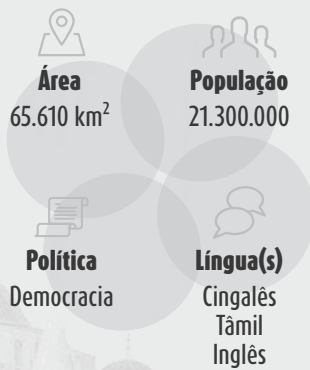 Área
65.610 km²
População
21.300.000
Política
Democracia
Língua(s)
Cingalês
Tâmil
Inglês